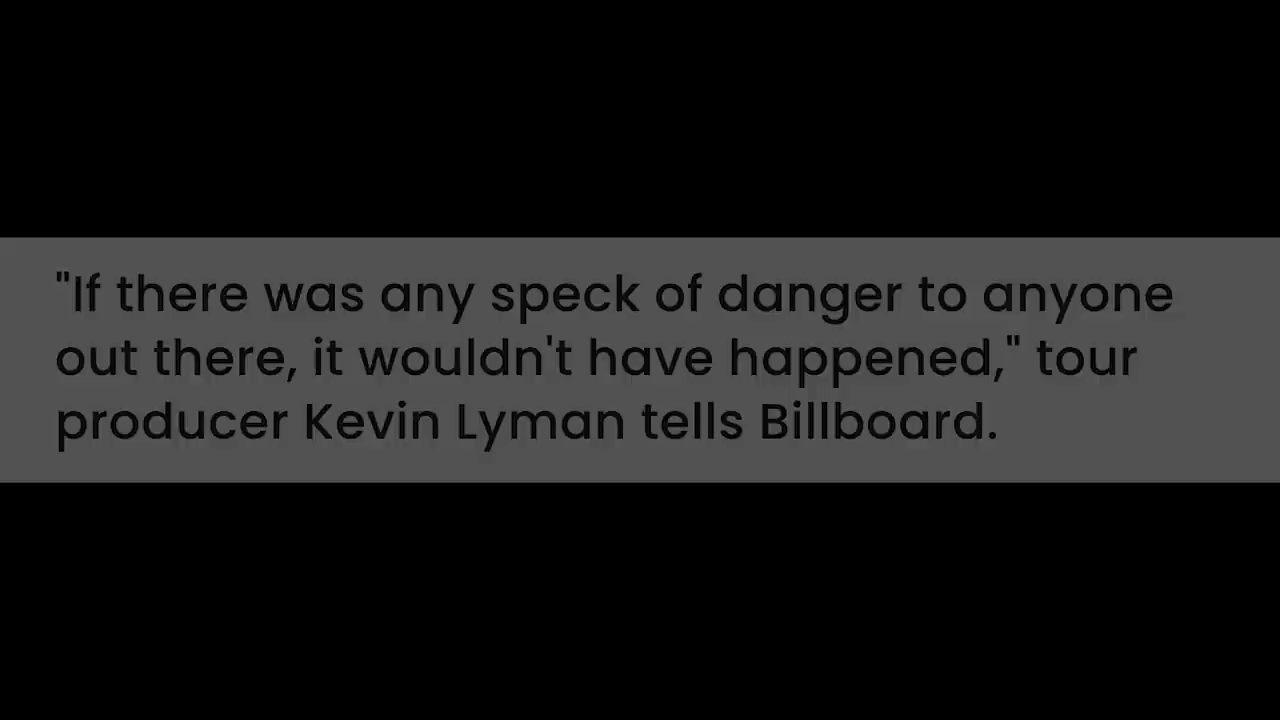 "If there was any speck of danger to anyone
out there, it wouldn't have happened," tour
producer Kevin Lyman tells Billboard.